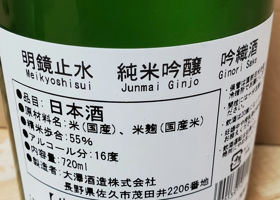 明鏡止水 純米吟醸 吟織酒
Meikyoshisui Junmai Ginjo Ginori Sake
●品目:日本酒
●原材料名:米(国産)、米麹(国産米)
●精米歩合:55%
●アルコール分:16度
●内容量:720ml
●製造者:大澤酒造株式会社
長野県佐久市茂田井2206番地